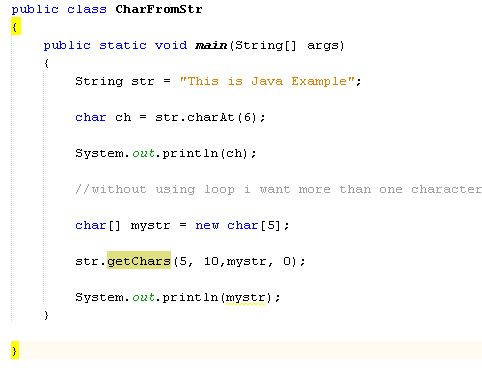 public class CharFromStr
{
public static void main(String[] args)
{
String str = "This is Java Example";
char ch = str.charAt(6);
System.out.println(ch);
//without using loop i want more than one character
char[] mystr = new char[5];
str.getChars(5, 10,mystr, 0);
System.out.println(mystr);
}
}